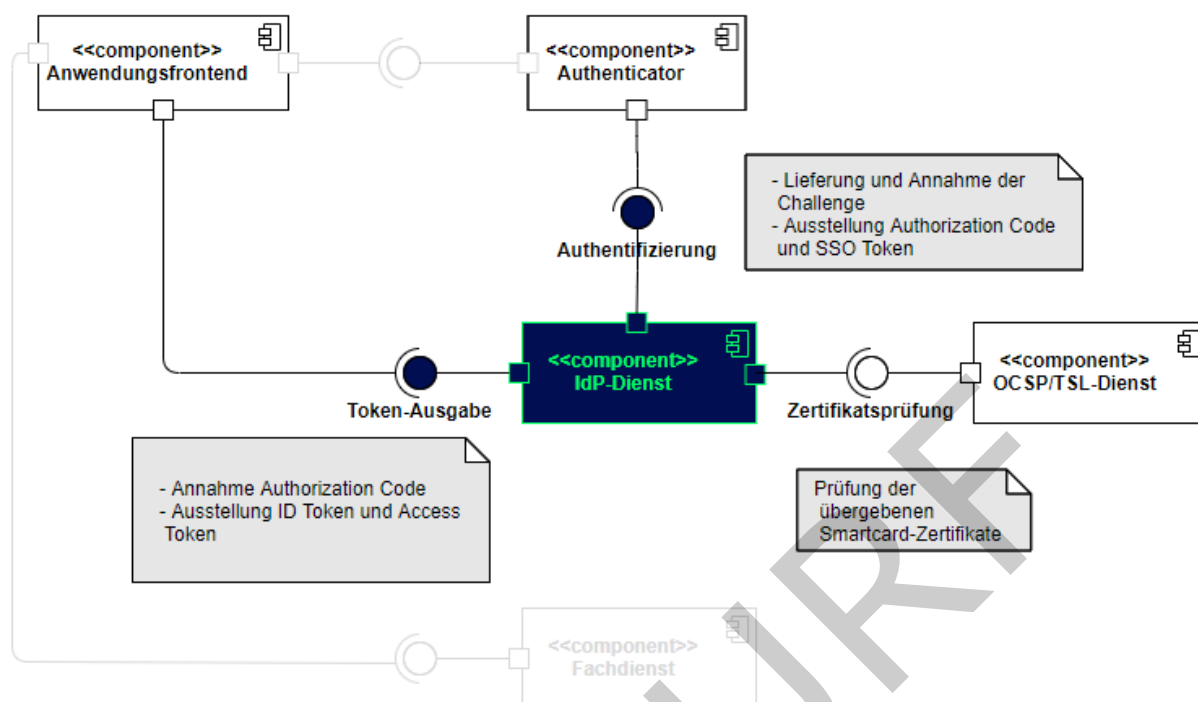 <<component>>
Anwendungsfrontend
<<component>>
Authenticator
- Lieferung und Annahme der
Challenge
- Ausstellung Authorization Code
und SSO Token
Authentifizierung
<<component>>
IdP-Dienst
<<component>>
OCSP/TSL-Dienst
Token-Ausgabe
Zertifikatsprüfung
- Annahme Authorization Code
- Ausstellung ID Token und Access
Token
Prüfung der
übergebenen
Smartcard-Zertifikate
<<component>>
Fachdienst